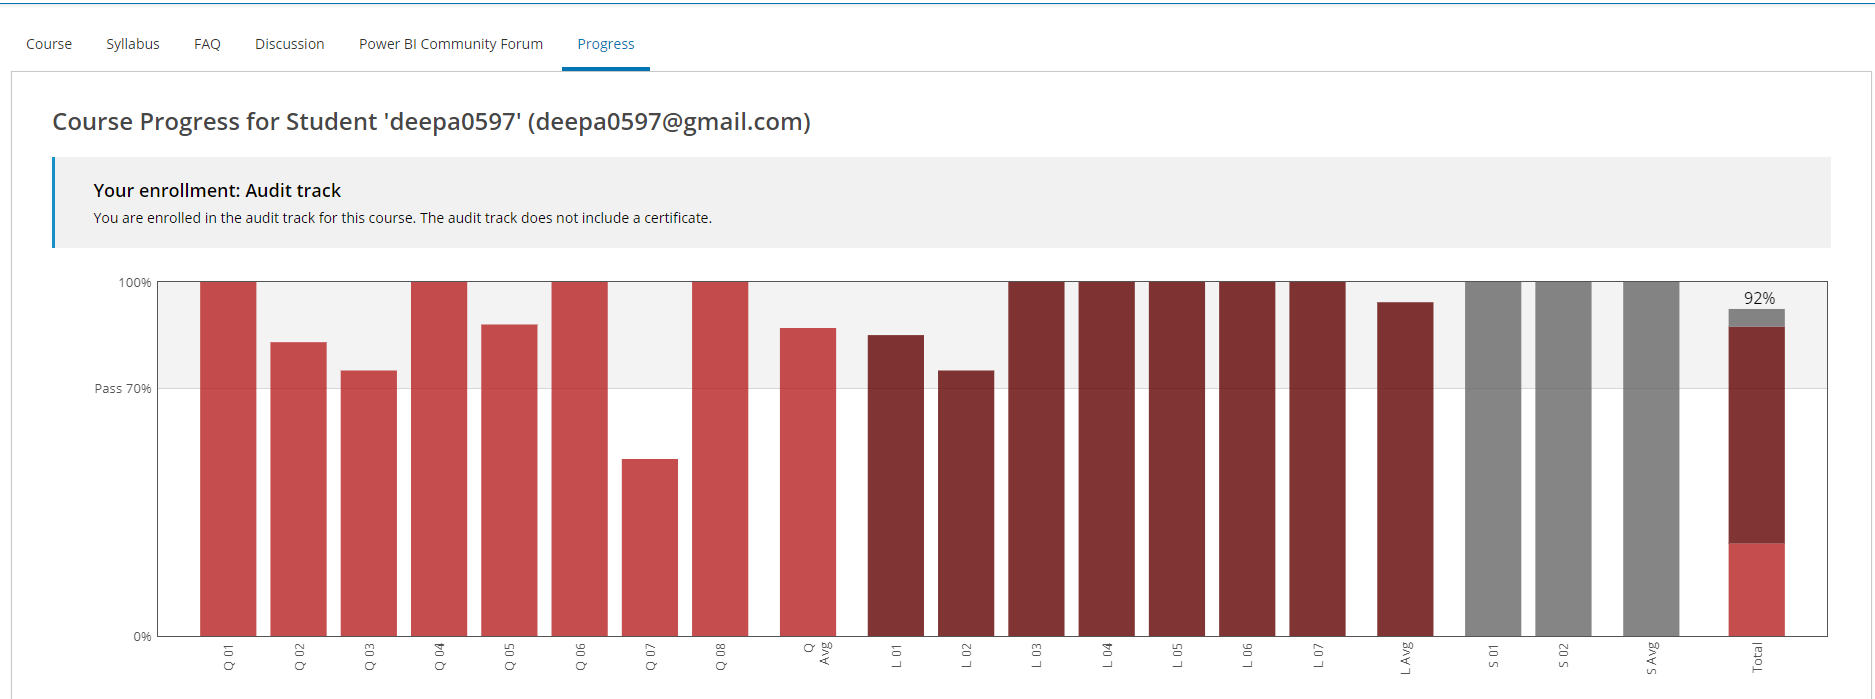 Course Syllabus FAQ Discussion Power BI Community Forum Progress
Course Progress for Student 'deepa0597' (deepa0597@gmail.com)
Your enrollment: Audit track
You are enrolled in the audit track for this course. The audit track does not include a certificate.
100%
92%
Pass 70%
0%
Q 01
Q 02
Q 03
Q 04
Q 05
Q 06
Q 07
Q 08
Q
Avg
L 01
L 02
L 03
L 04
L 05
L 06
L 07
L Avg
S 01
S 02
S Avg
Total